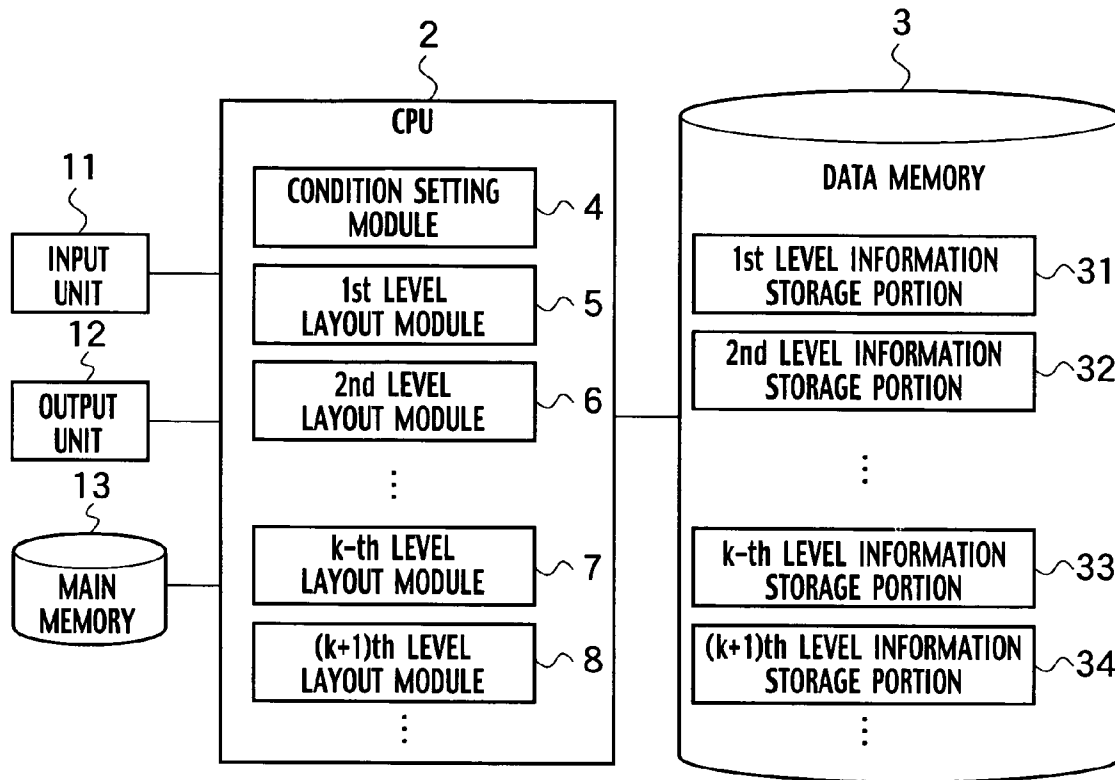 2
3
CPU
DATA MEMORY
11
INPUT
UNIT
12
OUTPUT
UNIT
13
MAIN
MEMORY
CONDITION SETTING
MODULE
4
1st LEVEL
LAYOUT MODULE
5
2nd LEVEL
LAYOUT MODULE
6
⋮
k-th LEVEL
LAYOUT MODULE
7
(k+1)th LEVEL
LAYOUT MODULE
8
⋮
1st LEVEL INFORMATION
STORAGE PORTION
31
2nd LEVEL INFORMATION
STORAGE PORTION
32
⋮
k-th LEVEL INFORMATION
STORAGE PORTION
33
(k+1)th LEVEL INFORMATION
STORAGE PORTION
34
⋮